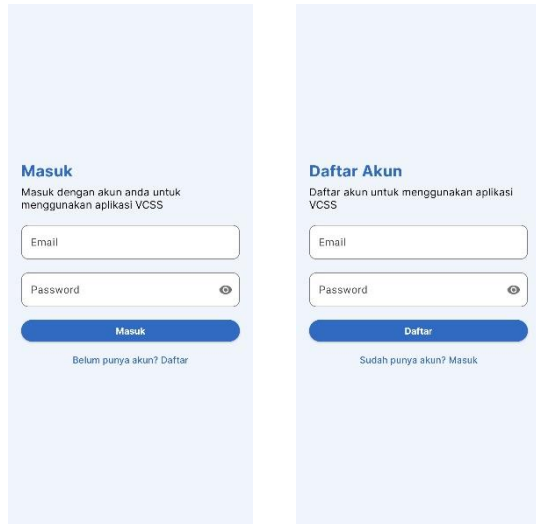 Masuk
Masuk dengan akun anda untuk
menggunakan aplikasi VCSS
Email
Password
Masuk
Belum punya akun? Daftar
Daftar Akun
Daftar akun untuk menggunakan aplikasi
VCSS
Email
Password
Daftar
Sudah punya akun? Masuk